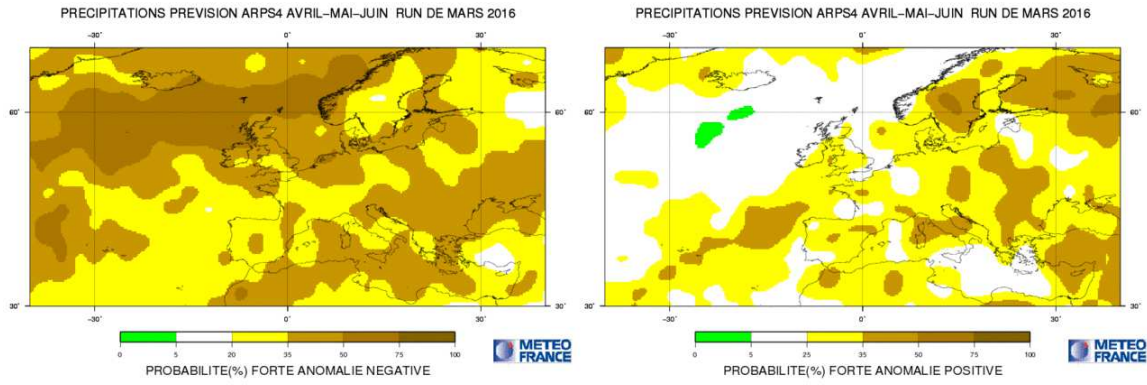 PRECIPITATIONS PREVISION ARPS4 AVRIL-MAI-JUIN RUN DE MARS 2016
-30° 0° 30°
60° 60°
30° 30°
-30° 0° 30°
0 5 20 35 50 75 100
PROBABILITE(%) FORTE ANOMALIE NEGATIVE
METEO
FRANCE
PRECIPITATIONS PREVISION ARPS4 AVRIL-MAI-JUIN RUN DE MARS 2016
-30° 0° 30°
60° 60°
30° 30°
-30° 0° 30°
0 5 20 35 50 75 100
PROBABILITE(%) FORTE ANOMALIE POSITIVE
METEO
FRANCE